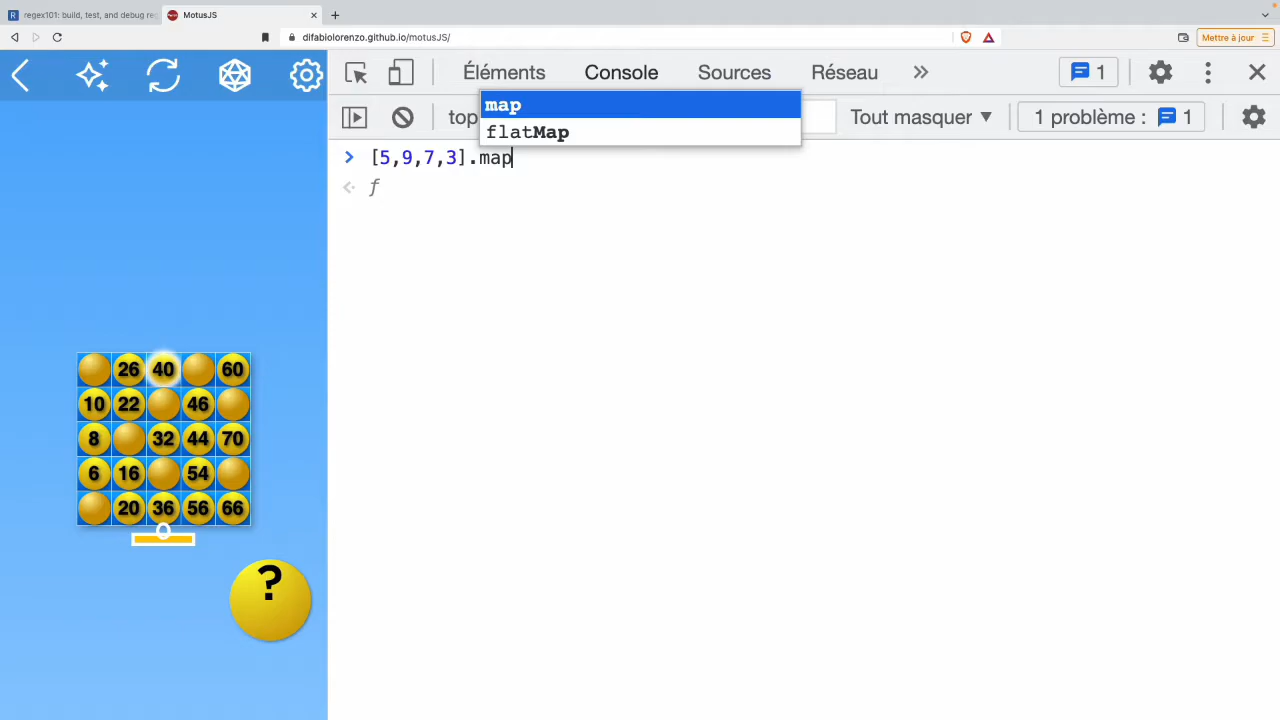 regex101: build, test, and debug reg
MotusJS
difabiolorenzo.github.io/motusJS/
Mettre à jour
Éléments
Console
Sources
Réseau
1
top
Tout masquer
1 problème : 1
map
flatMap
[5,9,7,3].map
f
26 40 60
10 22 46
8 32 44 70
6 16 54
20 36 56 66
?